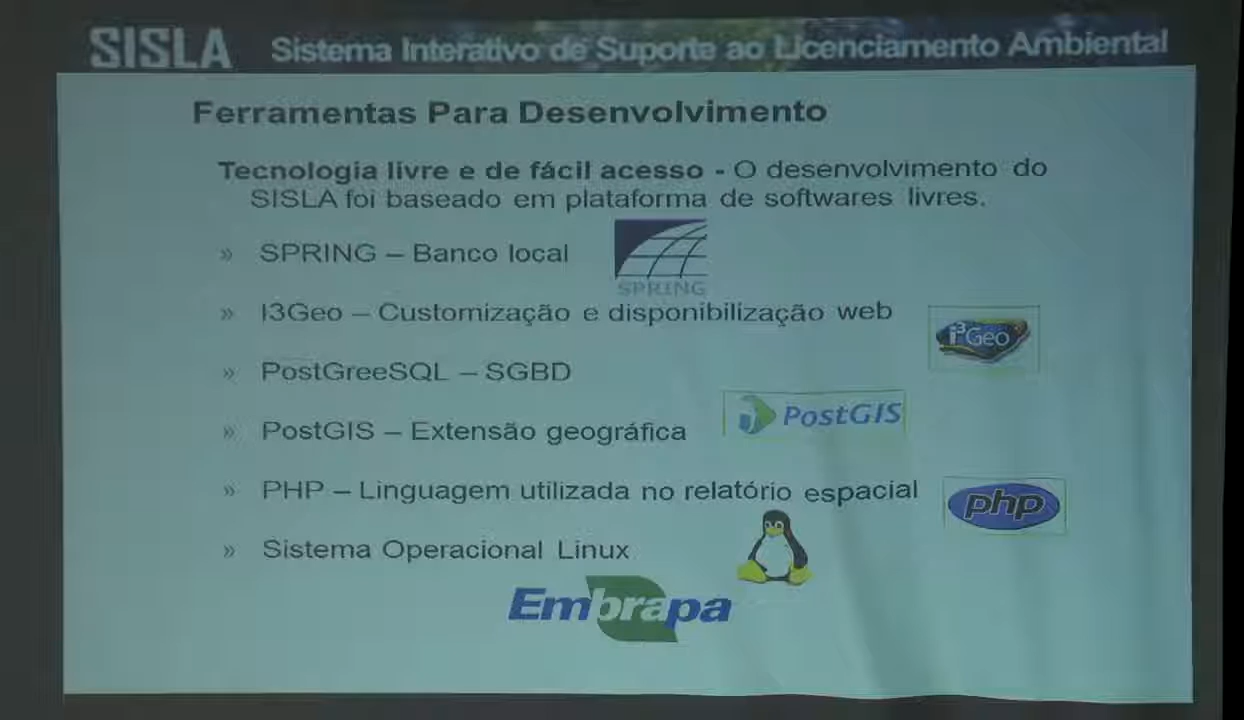 SISLA Sistema Interativo de Suporte ao Licenciamento Ambiental
Ferramentas Para Desenvolvimento
Tecnologia livre e de fácil acesso - O desenvolvimento do
SISLA foi baseado em plataforma de softwares livres.
» SPRING – Banco local
SPRING
» I3Geo – Customização e disponibilização web
i³Geo
» PostGreeSQL – SGBD
» PostGIS – Extensão geográfica
PostGIS
» PHP – Linguagem utilizada no relatório espacial
php
» Sistema Operacional Linux
Embrapa